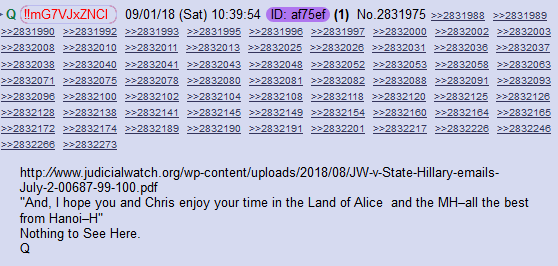 Q !!mG7VJxZNCI 09/01/18 (Sat) 10:39:54 ID: af75ef (1) No.2831975 >>2831988 >>2831989
>>2831990 >>2831992 >>2831993 >>2831994 >>2831995 >>2831996 >>2831997 >>2832000 >>2832002 >>2832003
>>2832008 >>2832010 >>2832011 >>2832013 >>2832025 >>2832026 >>2832031 >>2832036 >>2832037
>>2832038 >>2832040 >>2832041 >>2832043 >>2832048 >>2832052 >>2832053 >>2832058 >>2832063
>>2832071 >>2832075 >>2832078 >>2832080 >>2832081 >>2832082 >>2832088 >>2832091 >>2832093
>>2832096 >>2832100 >>2832102 >>2832104 >>2832108 >>2832118 >>2832120 >>2832125 >>2832126
>>2832128 >>2832138 >>2832141 >>2832145 >>2832149 >>2832154 >>2832160 >>2832164 >>2832165
>>2832172 >>2832174 >>2832189 >>2832190 >>2832191 >>2832201 >>2832217 >>2832226 >>2832246
>>2832266 >>2832273
http://www.judicialwatch.org/wp-content/uploads/2018/08/JW-v-State-Hillary-emails-
July-2-00687-99-100.pdf
"And, I hope you and Chris enjoy your time in the Land of Alice and the MH–all the best
from Hanoi–H"
Nothing to See Here.
Q